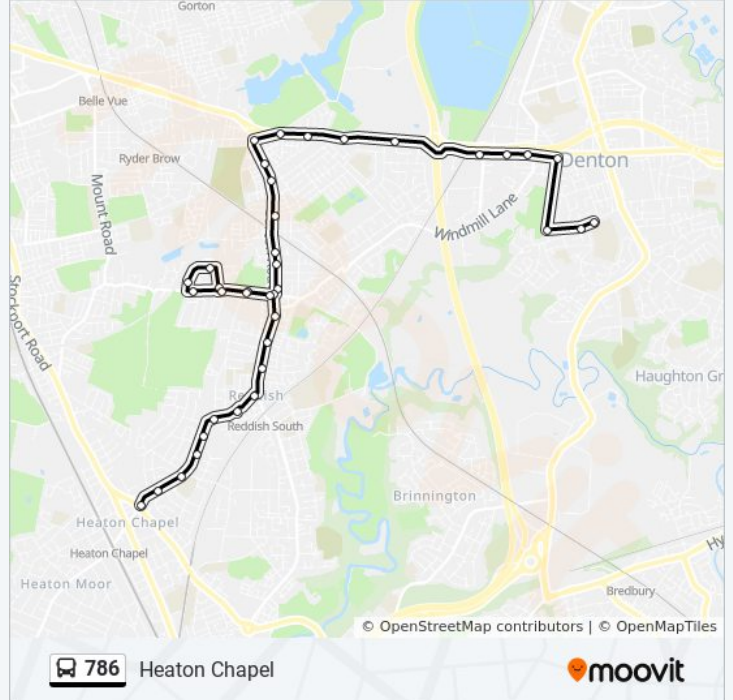 Gorton
Belle Vue
Ryder Brow
Denton
Mount Road
Windmill Lane
Stockport Road
Haughton Gr
Reddish
Reddish South
Brinnington
Heaton Chapel
Heaton Chapel
Hy
Heaton Moor
Bredbury
© OpenStreetMap contributors | © OpenMapTiles
786 Heaton Chapel
moovit